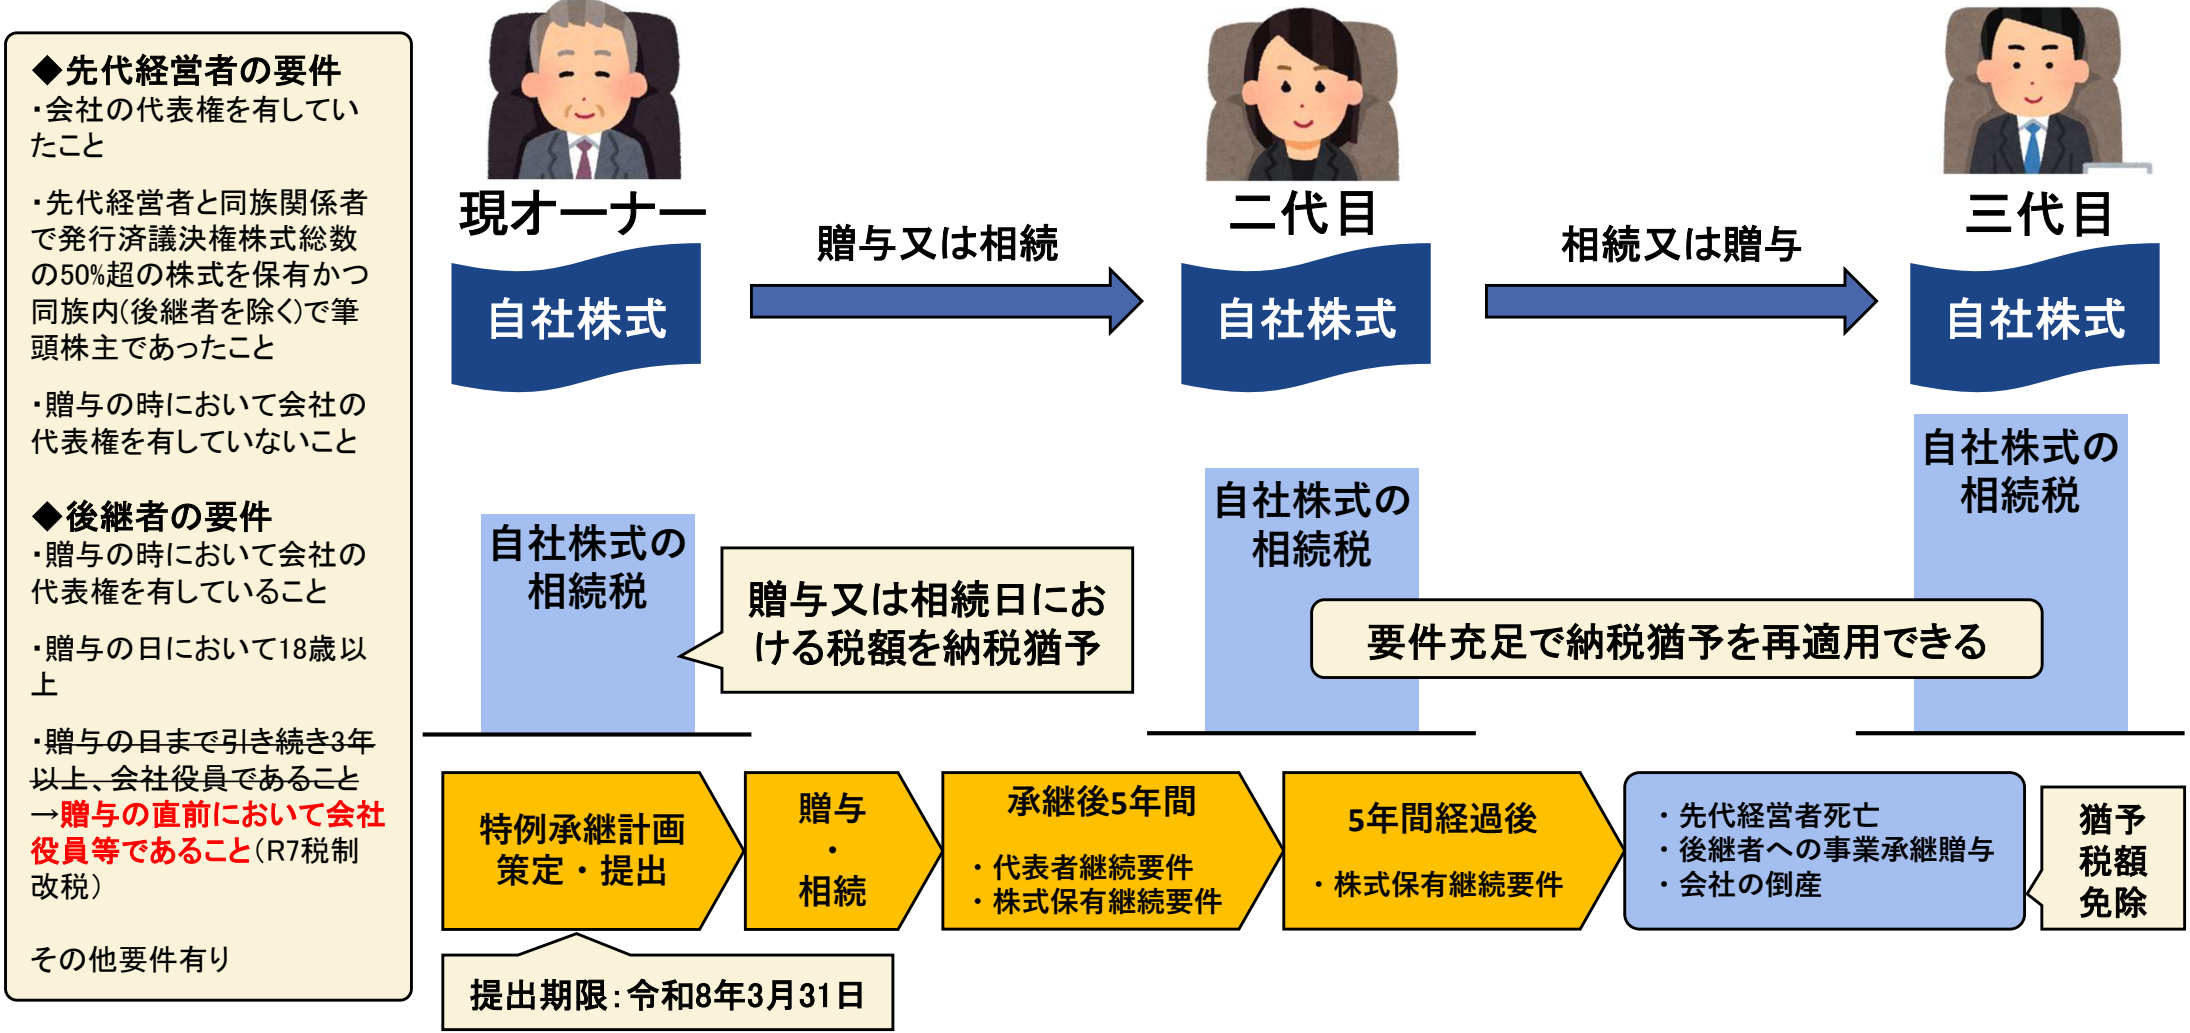 ◆先代経営者の要件
・会社の代表権を有してい
たこと
・先代経営者と同族関係者
で発行済議決権株式総数
の50%超の株式を保有かつ
同族内(後継者を除く)で筆
頭株主であったこと
・贈与の時において会社の
代表権を有していないこと
◆後継者の要件
・贈与の時において会社の
代表権を有していること
・贈与の日において18歳以
上
・贈与の日まで引き続き3年
以上、会社役員であること
→贈与の直前において会社
役員等であること(R7税制
改税)
その他要件有り
現オーナー
自社株式
贈与又は相続
二代目
自社株式
相続又は贈与
三代目
自社株式
自社株式の
相続税
贈与又は相続日にお
ける税額を納税猶予
自社株式の
相続税
要件充足で納税猶予を再適用できる
自社株式の
相続税
特例承継計画
策定・提出
提出期限:令和8年3月31日
贈与
・
相続
承継後5年間
・代表者継続要件
・株式保有継続要件
5年間経過後
・株式保有継続要件
・先代経営者死亡
・後継者への事業承継贈与
・会社の倒産
猶予
税額
免除